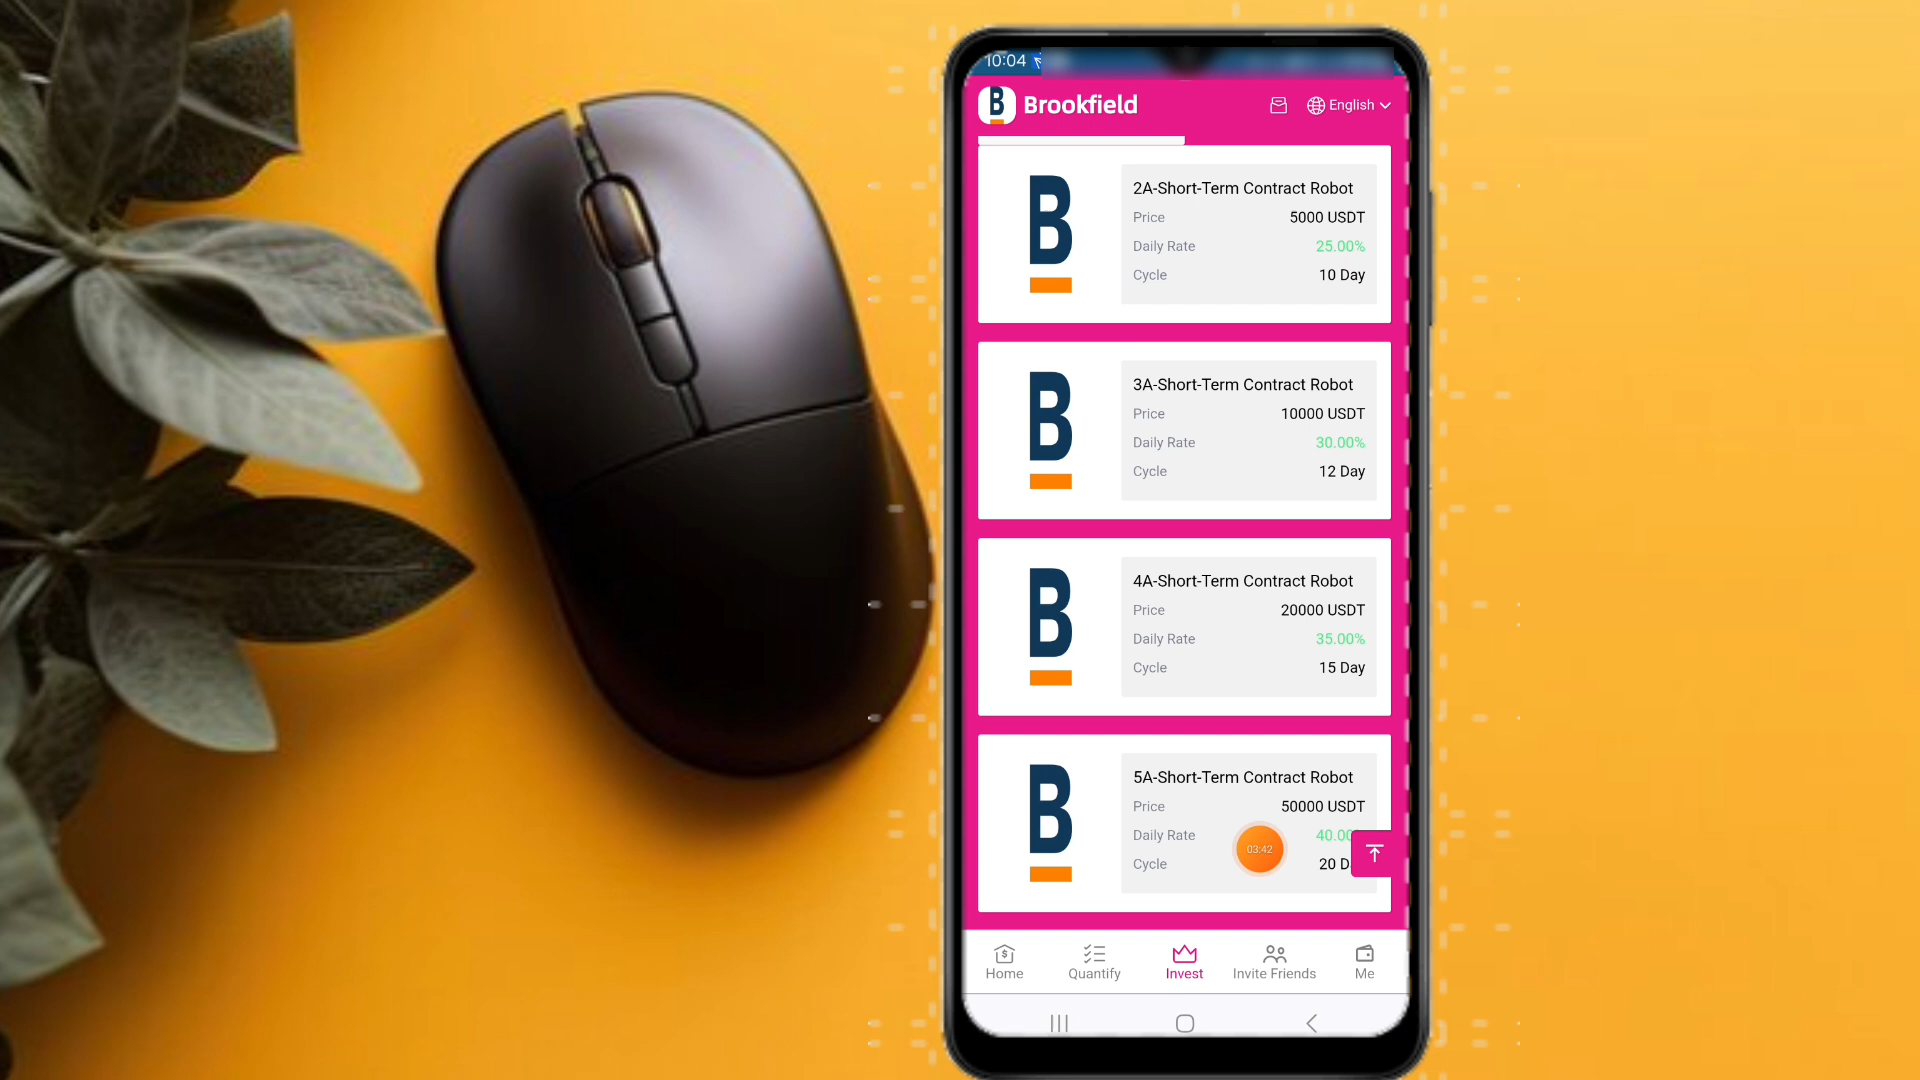 10:04
B Brookfield
English
B
2A-Short-Term Contract Robot
Price 5000 USDT
Daily Rate 25.00%
Cycle 10 Day
B
3A-Short-Term Contract Robot
Price 10000 USDT
Daily Rate 30.00%
Cycle 12 Day
B
4A-Short-Term Contract Robot
Price 20000 USDT
Daily Rate 35.00%
Cycle 15 Day
B
5A-Short-Term Contract Robot
Price 50000 USDT
Daily Rate 40.00
03:42
Cycle 20 D
Home Quantify Invest Invite Friends Me